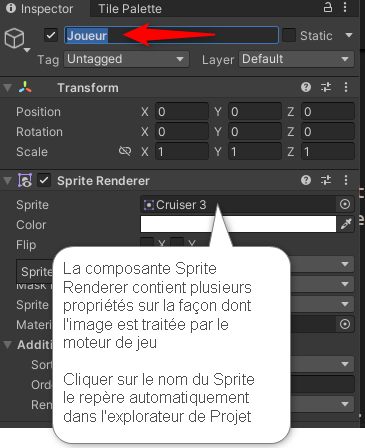 Inspector Tile Palette
Joueur Static
Tag Untagged Layer Default
Transform
Position X 0 Y 0 Z 0
Rotation X 0 Y 0 Z 0
Scale X 1 Y 1 Z 1
Sprite Renderer
Sprite Cruiser 3
Color
Flip X Y
Sprite
Mask
Sprite
Materi
Additi
Sort
Orde
Ren
La composante Sprite
Renderer contient plusieurs
propriétés sur la façon dont
l'image est traitée par le
moteur de jeu
Cliquer sur le nom du Sprite
le repère automatiquement
dans l'explorateur de Projet